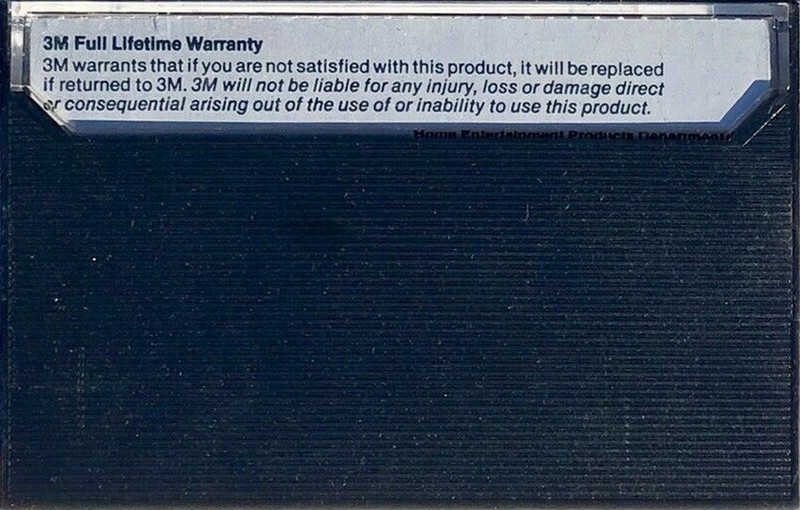 3M Full Lifetime Warranty
3M warrants that if you are not satisfied with this product, it will be replaced
if returned to 3M. 3M will not be liable for any injury, loss or damage direct
or consequential arising out of the use of or inability to use this product.
Home Entertainment Products Department